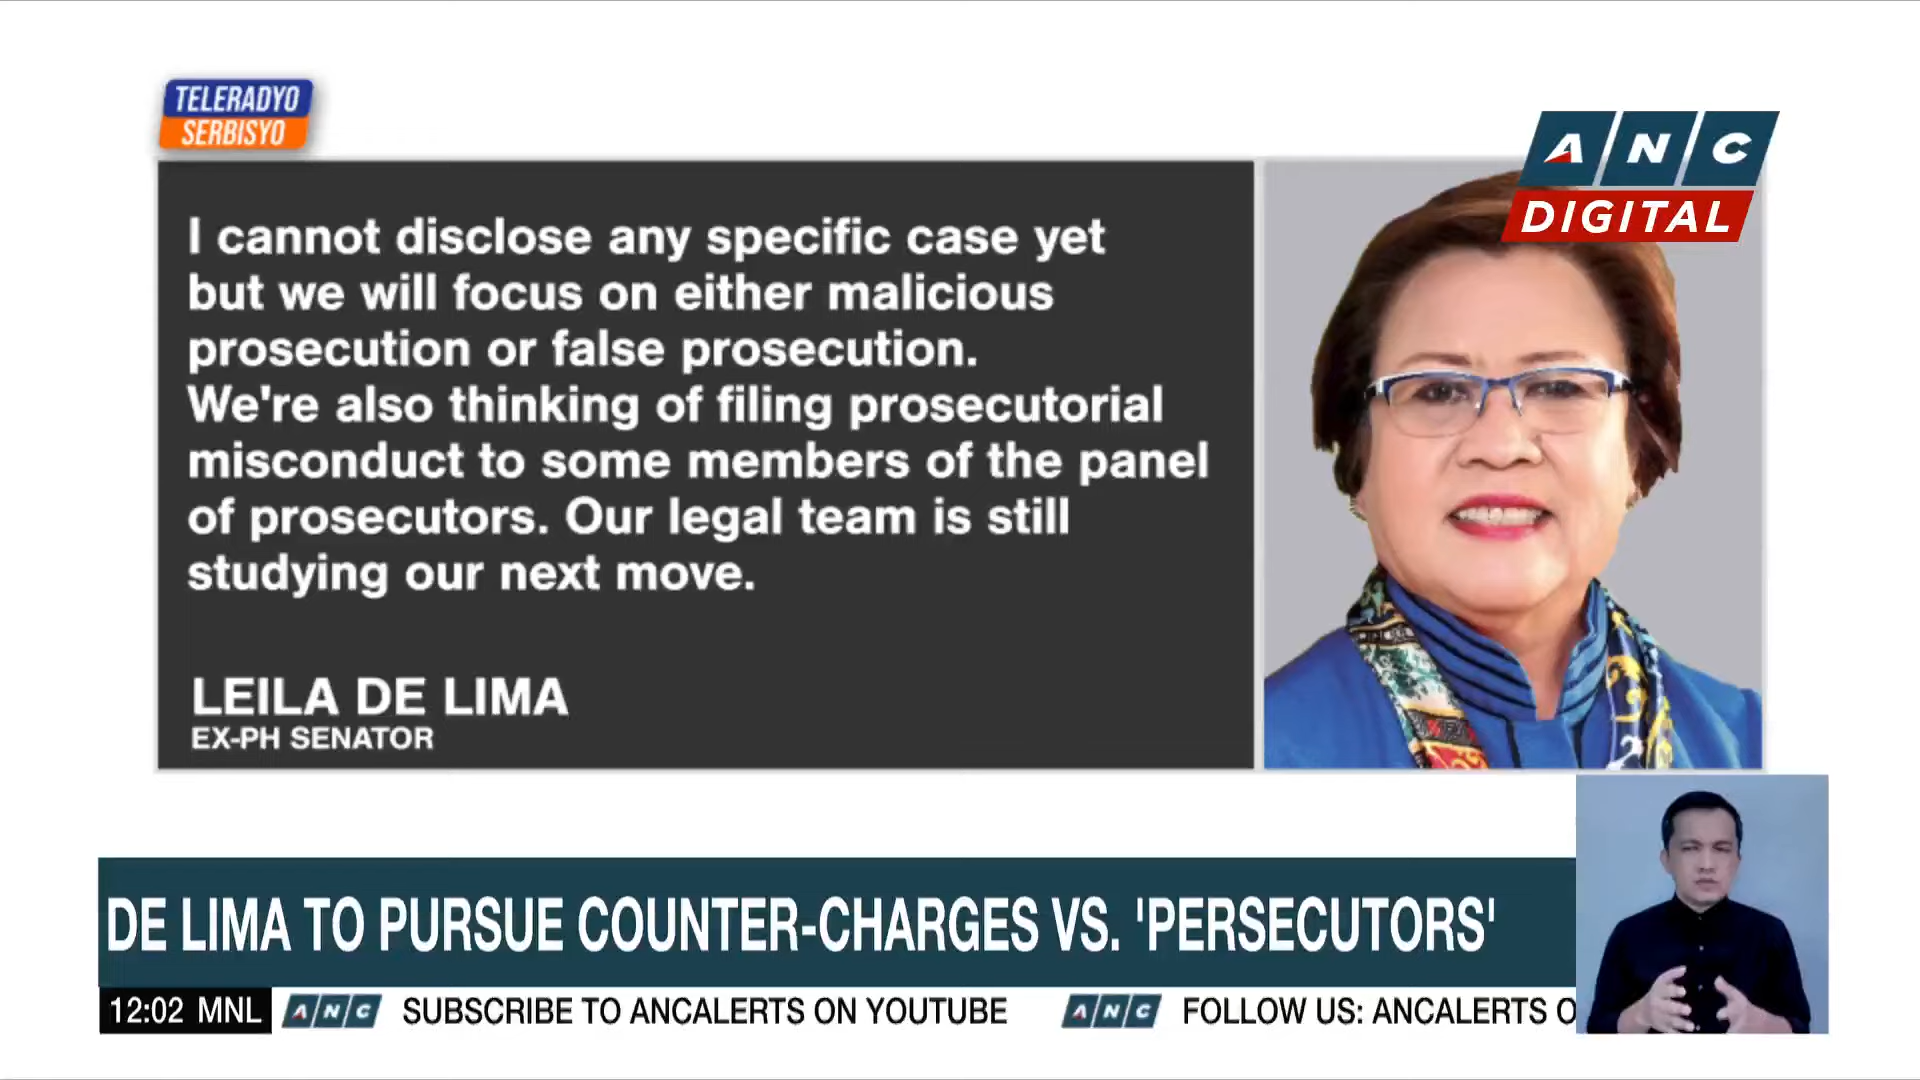 TELERADYO
SERBISYO
ANC
DIGITAL
I cannot disclose any specific case yet
but we will focus on either malicious
prosecution or false prosecution.
We're also thinking of filing prosecutorial
misconduct to some members of the panel
of prosecutors. Our legal team is still
studying our next move.
LEILA DE LIMA
EX-PH SENATOR
DE LIMA TO PURSUE COUNTER-CHARGES VS. 'PERSECUTORS'
12:02 MNL ANC SUBSCRIBE TO ANCALERTS ON YOUTUBE ANC FOLLOW US: ANCALERTS O